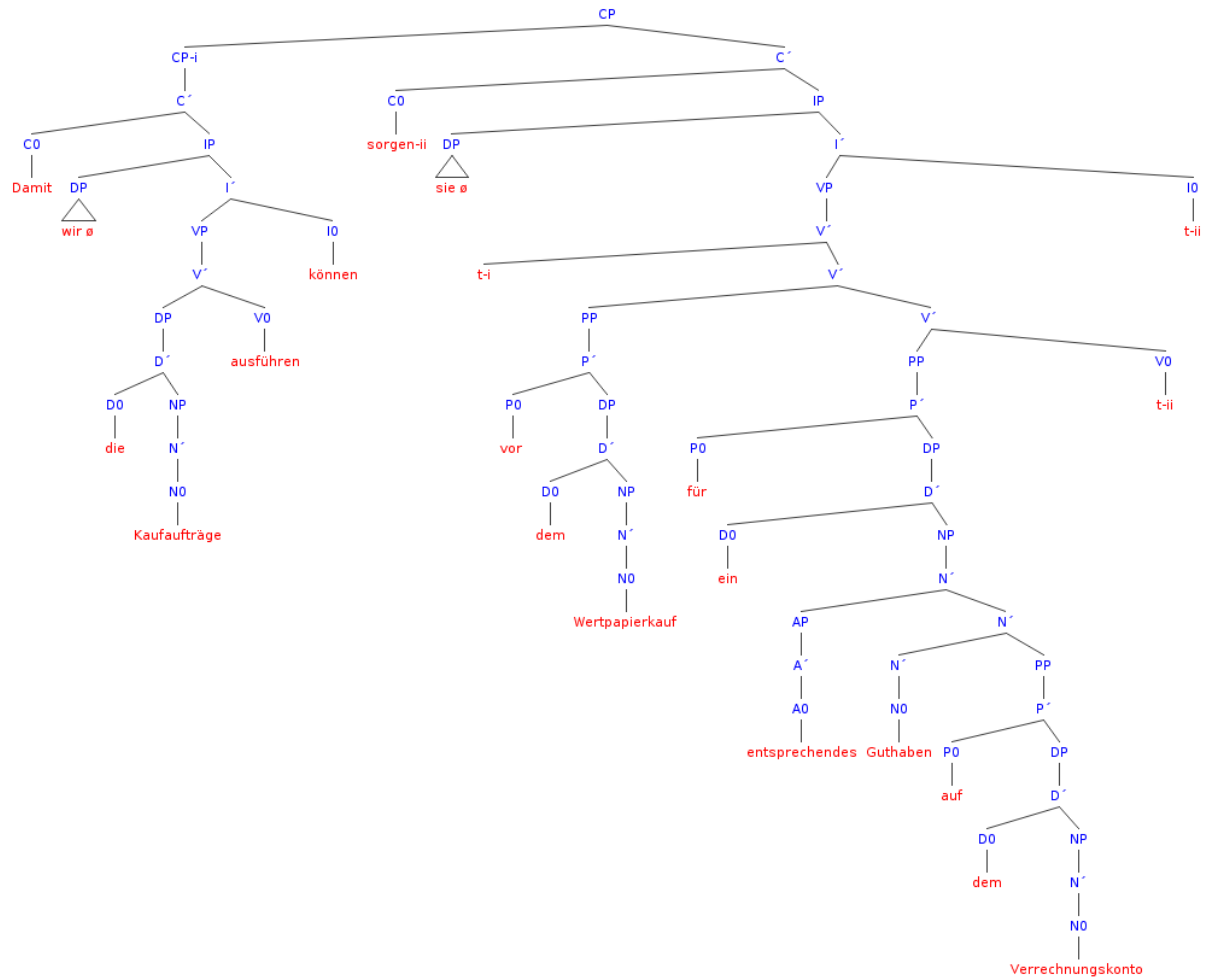 CP
CP-i C´
C´ C0 IP
C0 IP sorgen-ii DP I´
Damit DP I´ sie ø VP I0
wir ø VP I0 V´ t-ii
V´ können t-i V´
DP V0 PP V´
D´ ausführen P´ PP V0
D0 NP P0 DP P´ t-ii
die N´ vor D´ P0 DP
N0 D0 NP für D´
Kaufaufträge dem N´ D0 NP
N0 ein N´
Wertpapierkauf AP N´
A´ N´ PP
A0 N0 P´
entsprechendes Guthaben P0 DP
auf D´
D0 NP
dem N´
N0
Verrechnungskonto